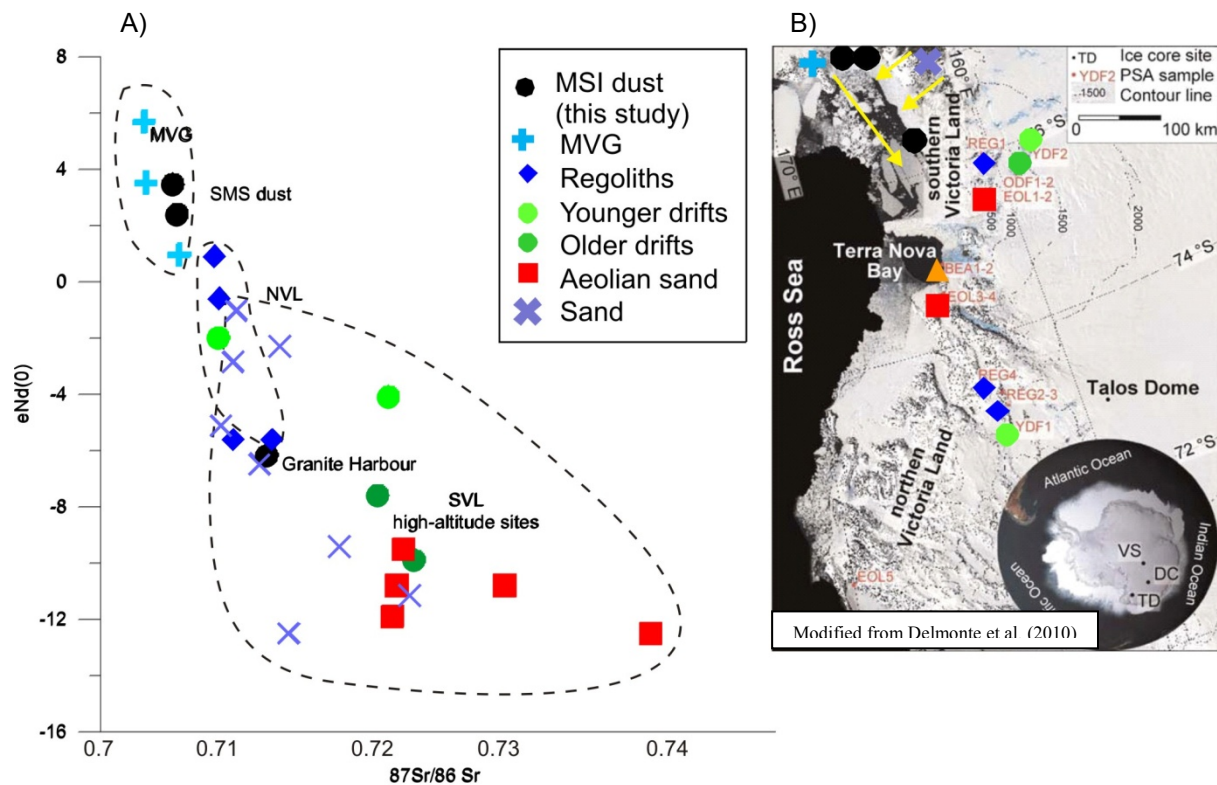 A)
8
4
0
-4
-8
-12
-16
eNd(0)
0.7
0.71
0.72
0.73
0.74
87Sr/86 Sr
MVG
SMS dust
NVL
Granite Harbour
SVL
high-altitude sites
MSI dust
(this study)
MVG
Regoliths
Younger drifts
Older drifts
Aeolian sand
Sand
B)
TD Ice core site
YDF2 PSA sample
1500 Contour line
0 100 km
160° E
170° E
southern
Victoria Land
REG1
YDF2
ODF1-2
EOL1-2
1000
1500
2000
74 °S
Terra Nova
Bay
BEA1-2
EOL3-4
Ross Sea
REG4
REG2-3
YDF1
Talos Dome
72 °S
northen
Victoria Land
EOL5
Atlantic Ocean
Indian Ocean
VS
DC
TD
Modified from Delmonte et al. (2010)